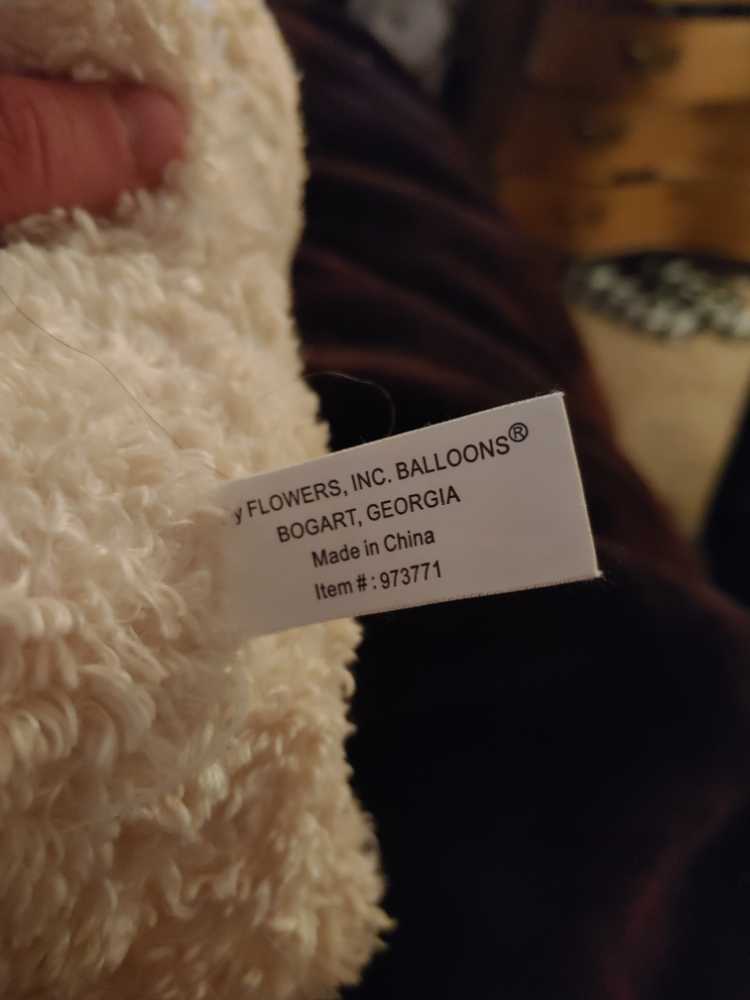 y FLOWERS, INC. BALLOONS®
BOGART, GEORGIA
Made in China
Item # : 973771